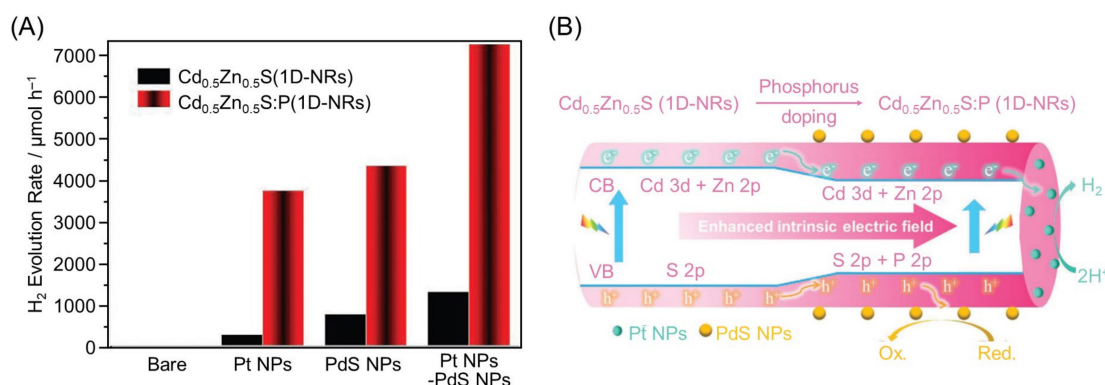 (A)
H₂ Evolution Rate / μmol h⁻¹
7000
6000
5000
4000
3000
2000
1000
0
Cd₀.₅Zn₀.₅S(1D-NRs)
Cd₀.₅Zn₀.₅S:P(1D-NRs)
Bare
Pt NPs
PdS NPs
Pt NPs
-PdS NPs
(B)
Cd₀.₅Zn₀.₅S (1D-NRs)
Phosphorus
doping
Cd₀.₅Zn₀.₅S:P (1D-NRs)
e⁻ e⁻ e⁻ e⁻ e⁻ e⁻ e⁻ e⁻ e⁻ e⁻
CB
Cd 3d + Zn 2p
Cd 3d + Zn 2p
H₂
Enhanced intrinsic electric field
VB
S 2p
S 2p + P 2p
2H⁺
h⁺ h⁺ h⁺ h⁺ h⁺ h⁺ h⁺ h⁺ h⁺ h⁺
Pt NPs
PdS NPs
Ox.
Red.